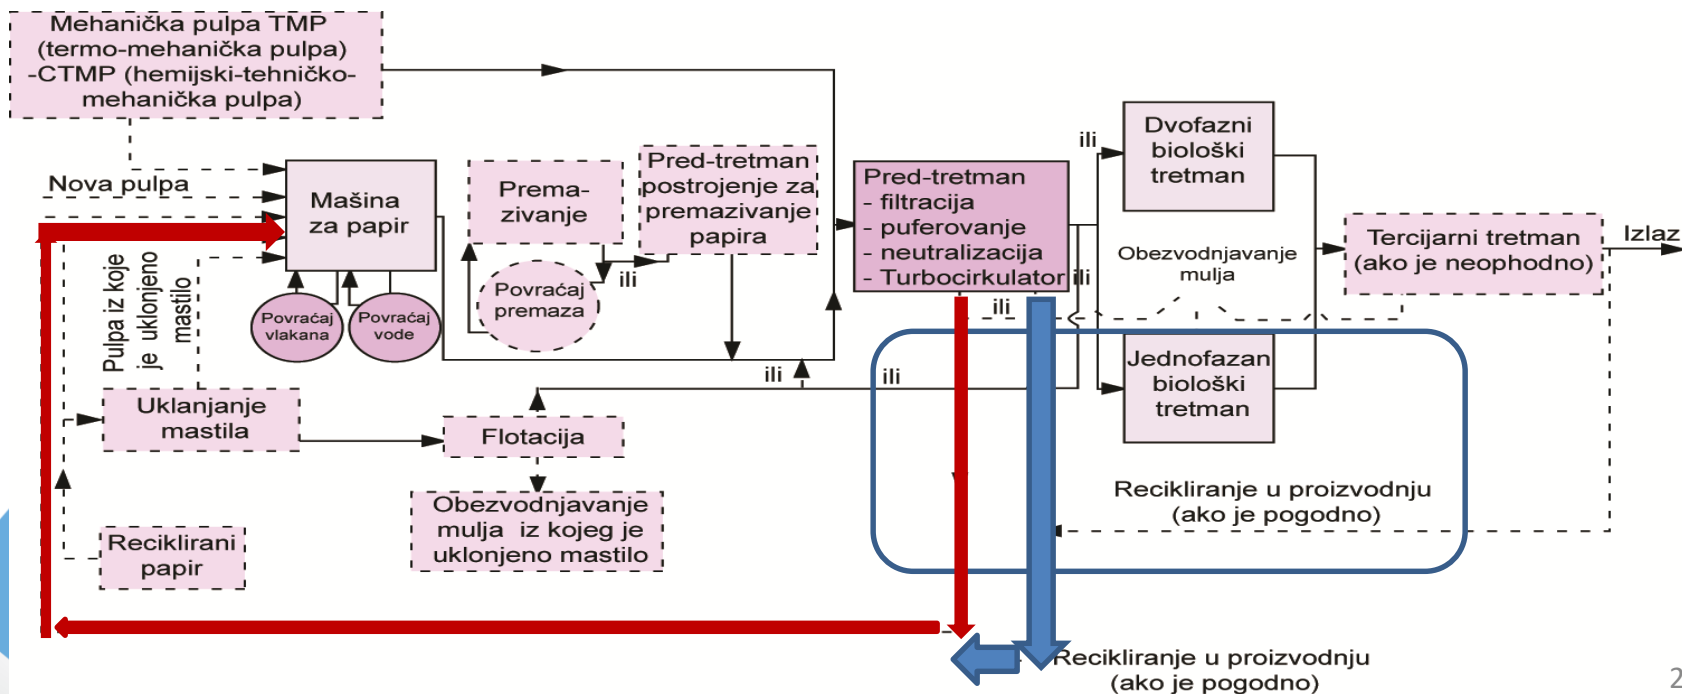 Mehanička pulpa TMP
(termo-mehanička pulpa)
-CTMP (hemijski-tehničko-
mehanička pulpa)
Nova pulpa
Mašina
za papir
Povraćaj
vlakana
Povraćaj
vode
Pulpa iz koje
je uklonjeno
mastilo
Uklanjanje
mastila
Reciklirani
papir
Prema-
zivanje
Povraćaj
premaza
ili
Pred-tretman
postrojenje za
premazivanje
papira
Flotacija
Obezvodnjavanje
mulja iz kojeg je
uklonjeno mastilo
ili
ili
Pred-tretman
- filtracija
- puferovanje
- neutralizacija
- Turbocirkulator
ili
ili
ili
Dvofazni
biološki
tretman
Obezvodnjavanje
mulja
Jednofazan
biološki
tretman
Tercijarni tretman
(ako je neophodno)
Izlaz
Recikliranje u proizvodnju
(ako je pogodno)
Recikliranje u proizvodnju
(ako je pogodno)
2